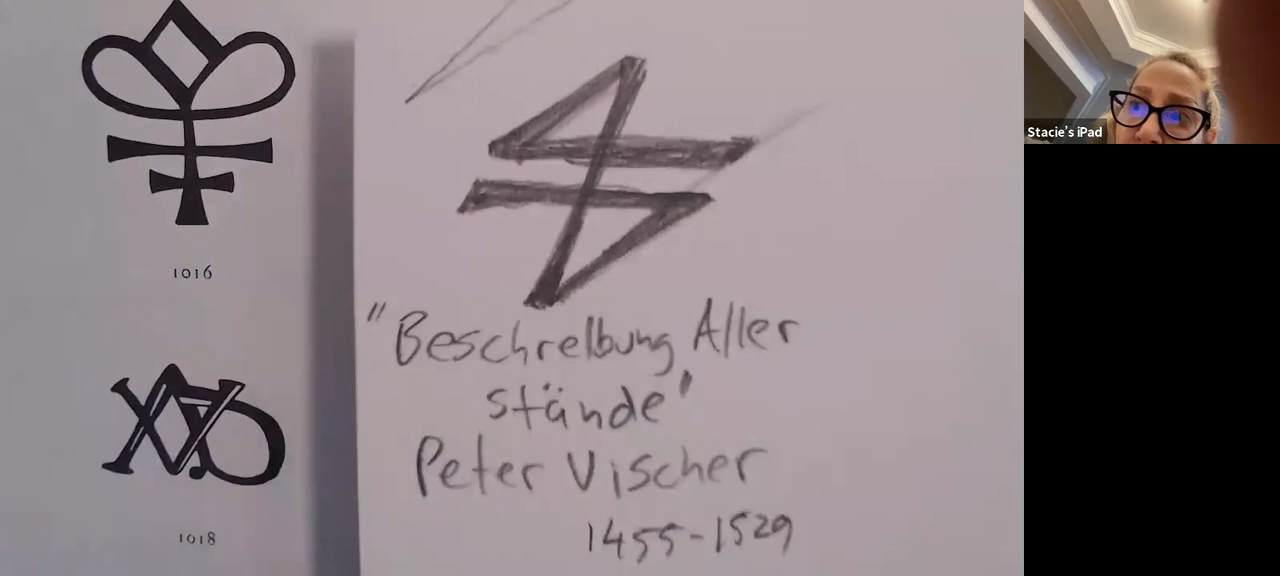 1016
1018
"Beschrelbung Aller
stände"
Peter Vischer
1455-1529
Stacie's iPad